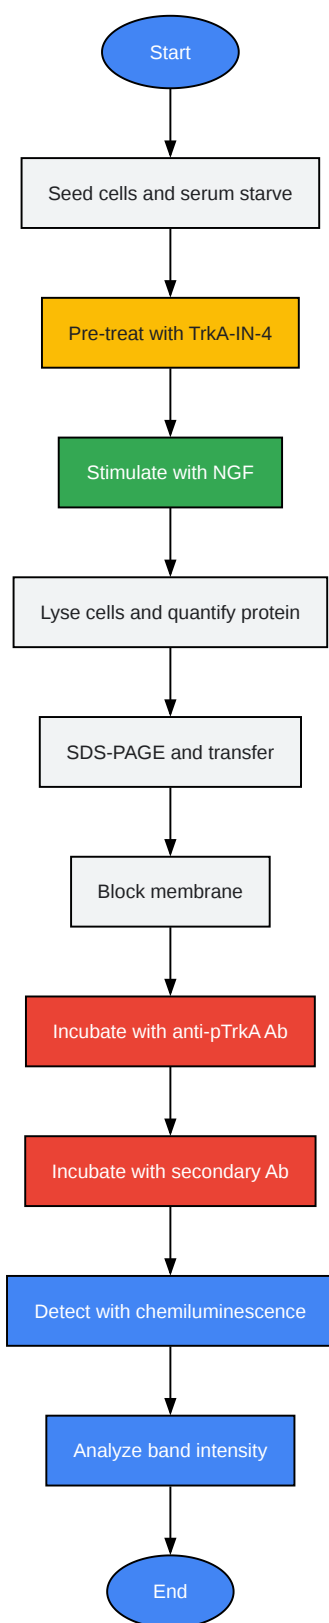 Start
Seed cells and serum starve
Pre-treat with TrkA-IN-4
Stimulate with NGF
Lyse cells and quantify protein
SDS-PAGE and transfer
Block membrane
Incubate with anti-pTrkA Ab
Incubate with secondary Ab
Detect with chemiluminescence
Analyze band intensity
End